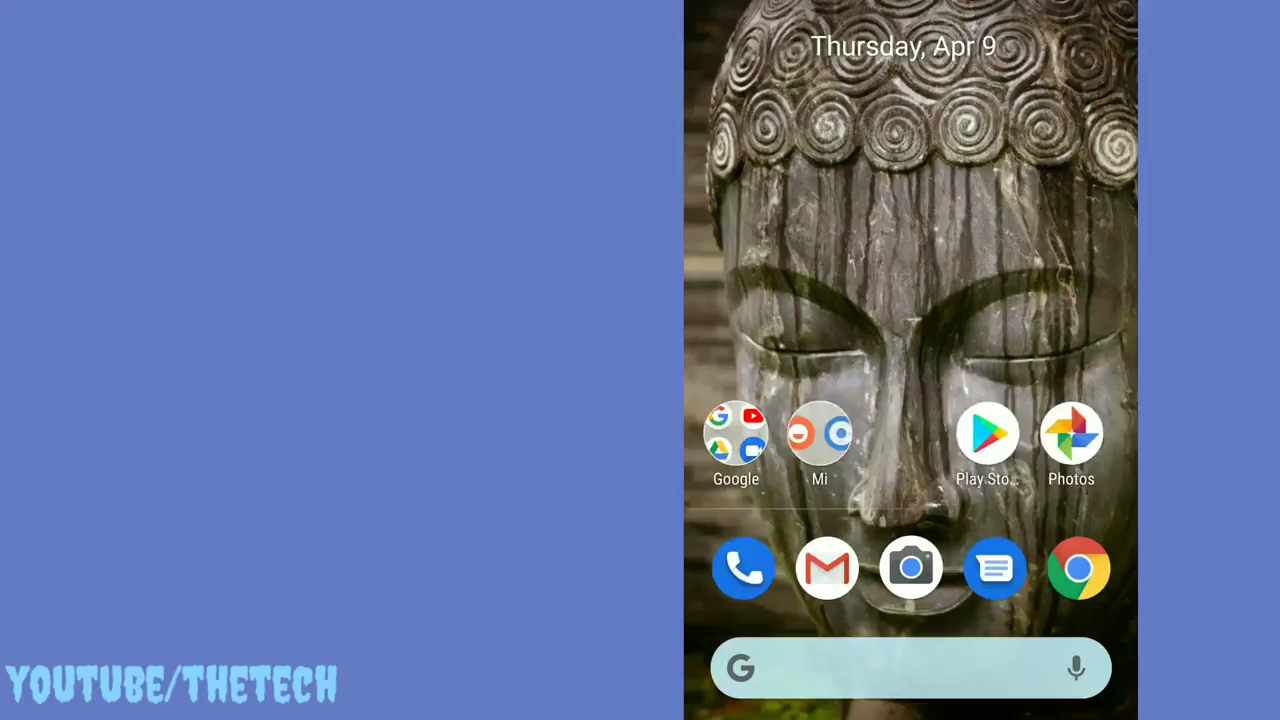 Thursday, Apr 9
Google
Mi
Play Sto...
Photos
YOUTUBE/THETECH